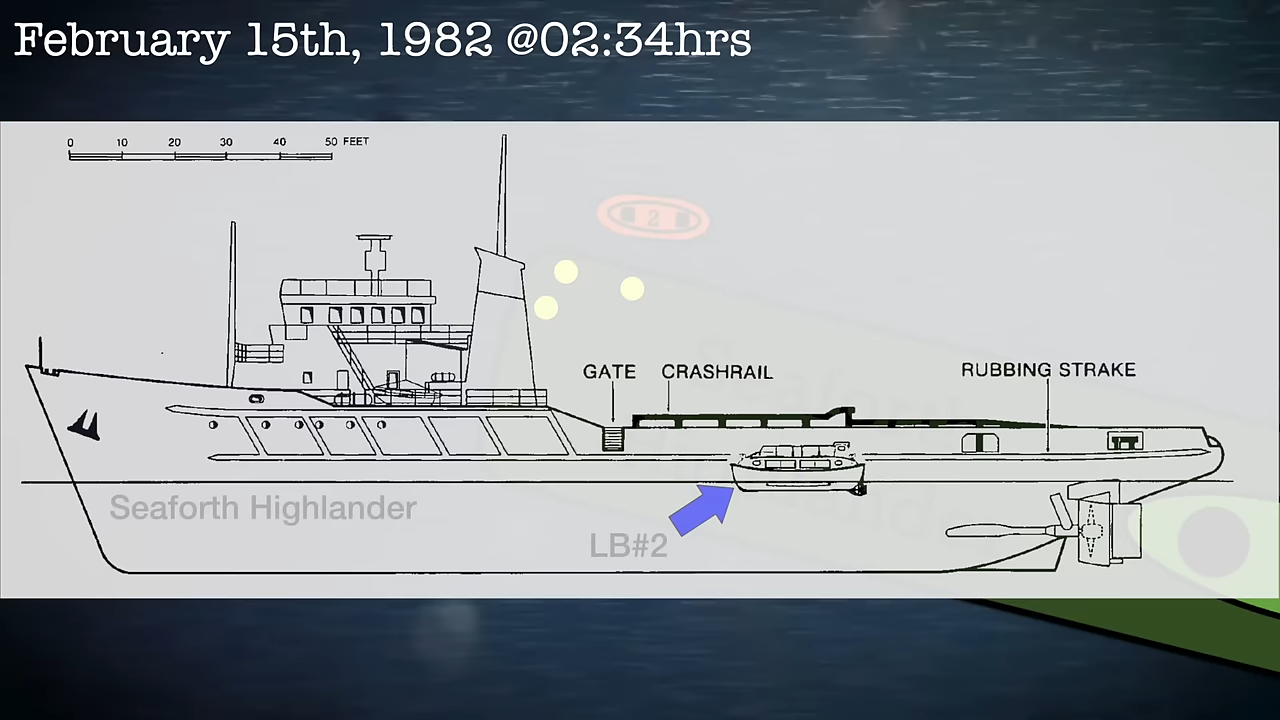 February 15th, 1982 @02:34hrs
0 10 20 30 40 50 FEET
2
GATE CRASHRAIL RUBBING STRAKE
Seaforth Highlander
LB#2